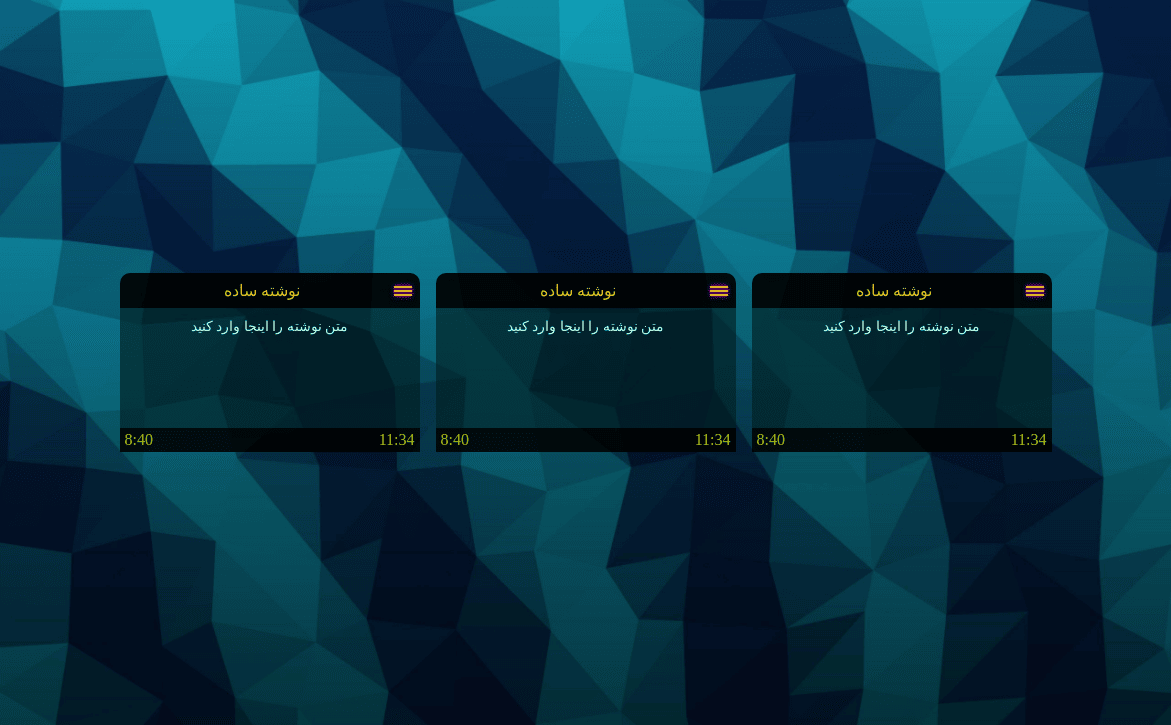 نوشته ساده
متن نوشته را اینجا وارد کنید
11:34
8:40
نوشته ساده
متن نوشته را اینجا وارد کنید
11:34
8:40
نوشته ساده
متن نوشته را اینجا وارد کنید
11:34
8:40